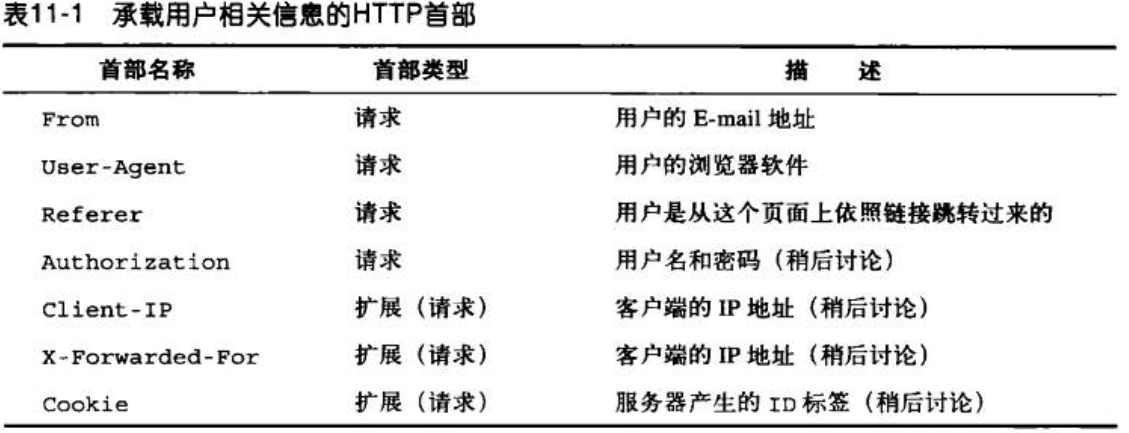 表11-1 承载用户相关信息的HTTP首部
首部名称 首部类型 描 述
From 请求 用户的 E-mail 地址
User-Agent 请求 用户的浏览器软件
Referer 请求 用户是从这个页面上依照链接跳转过来的
Authorization 请求 用户名和密码（稍后讨论）
Client-IP 扩展（请求） 客户端的 IP 地址（稍后讨论）
X-Forwarded-For 扩展（请求） 客户端的 IP 地址（稍后讨论）
Cookie 扩展（请求） 服务器产生的 ID 标签（稍后讨论）